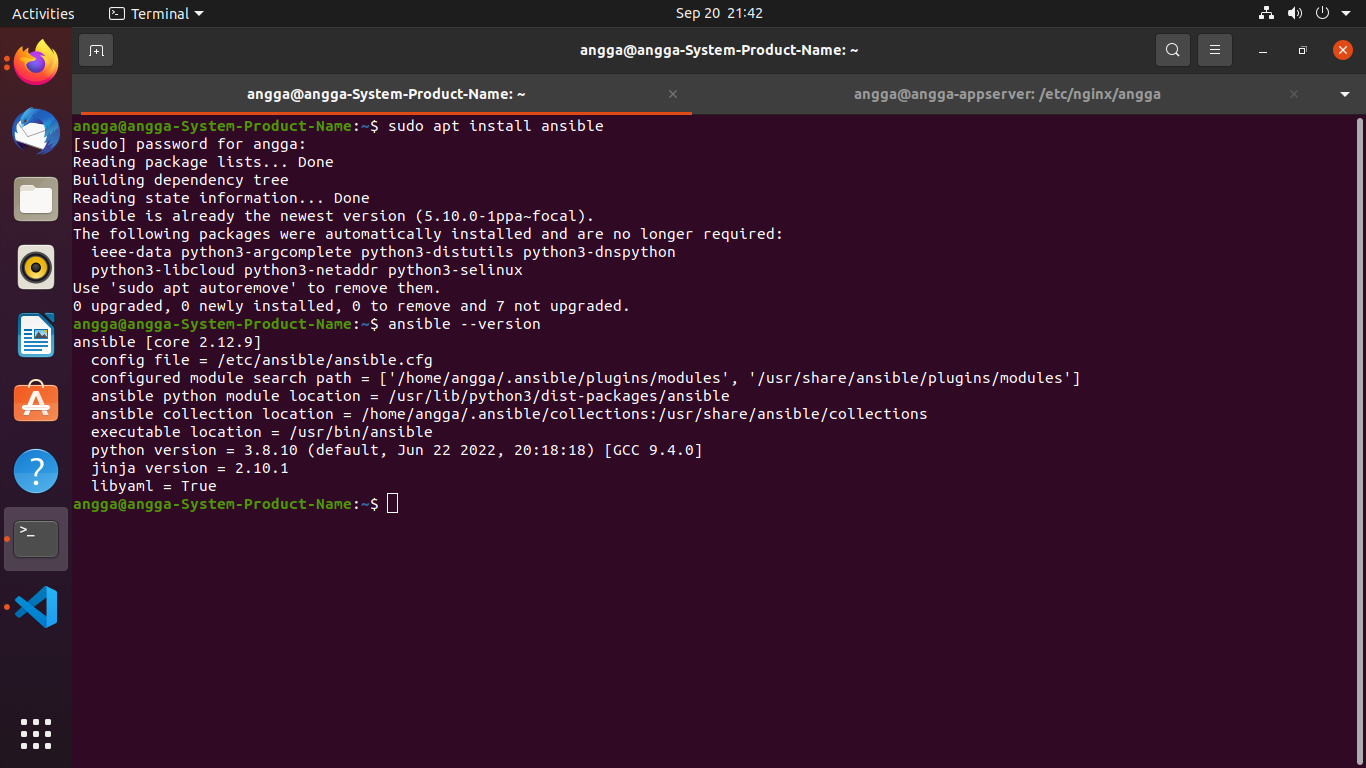 Activities
Terminal
Sep 20 21:42
angga@angga-System-Product-Name: ~
angga@angga-System-Product-Name: ~
angga@angga-appserver: /etc/nginx/angga
angga@angga-System-Product-Name:~$ sudo apt install ansible
[sudo] password for angga:
Reading package lists... Done
Building dependency tree
Reading state information... Done
ansible is already the newest version (5.10.0-1ppa~focal).
The following packages were automatically installed and are no longer required:
  ieee-data python3-argcomplete python3-distutils python3-dnspython
  python3-libcloud python3-netaddr python3-selinux
Use 'sudo apt autoremove' to remove them.
0 upgraded, 0 newly installed, 0 to remove and 7 not upgraded.
angga@angga-System-Product-Name:~$ ansible --version
ansible [core 2.12.9]
  config file = /etc/ansible/ansible.cfg
  configured module search path = ['/home/angga/.ansible/plugins/modules', '/usr/share/ansible/plugins/modules']
  ansible python module location = /usr/lib/python3/dist-packages/ansible
  ansible collection location = /home/angga/.ansible/collections:/usr/share/ansible/collections
  executable location = /usr/bin/ansible
  python version = 3.8.10 (default, Jun 22 2022, 20:18:18) [GCC 9.4.0]
  jinja version = 2.10.1
  libyaml = True
angga@angga-System-Product-Name:~$